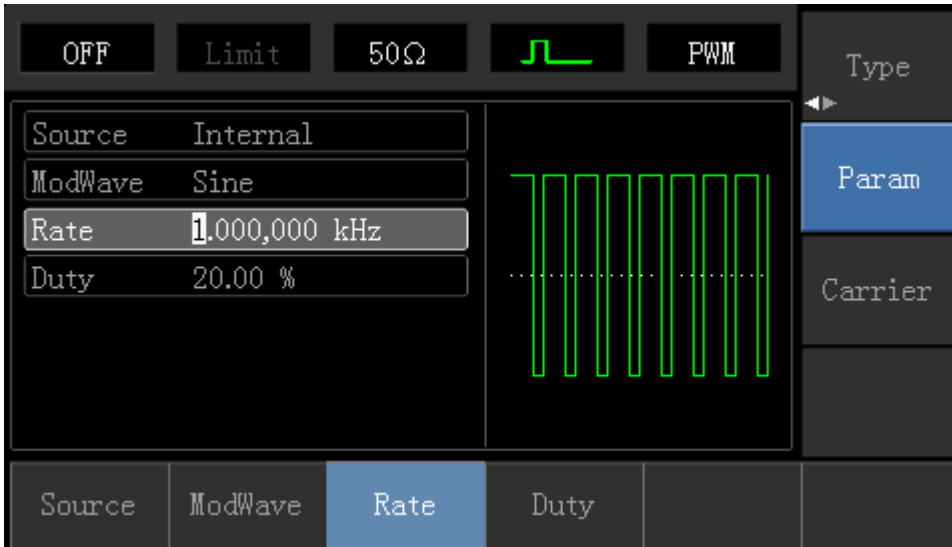 OFF Limit 50Ω PWM
Type
Source Internal
ModWave Sine
Param
Rate 1.000,000 kHz
Duty 20.00 %
Carrier
Source ModWave Rate Duty